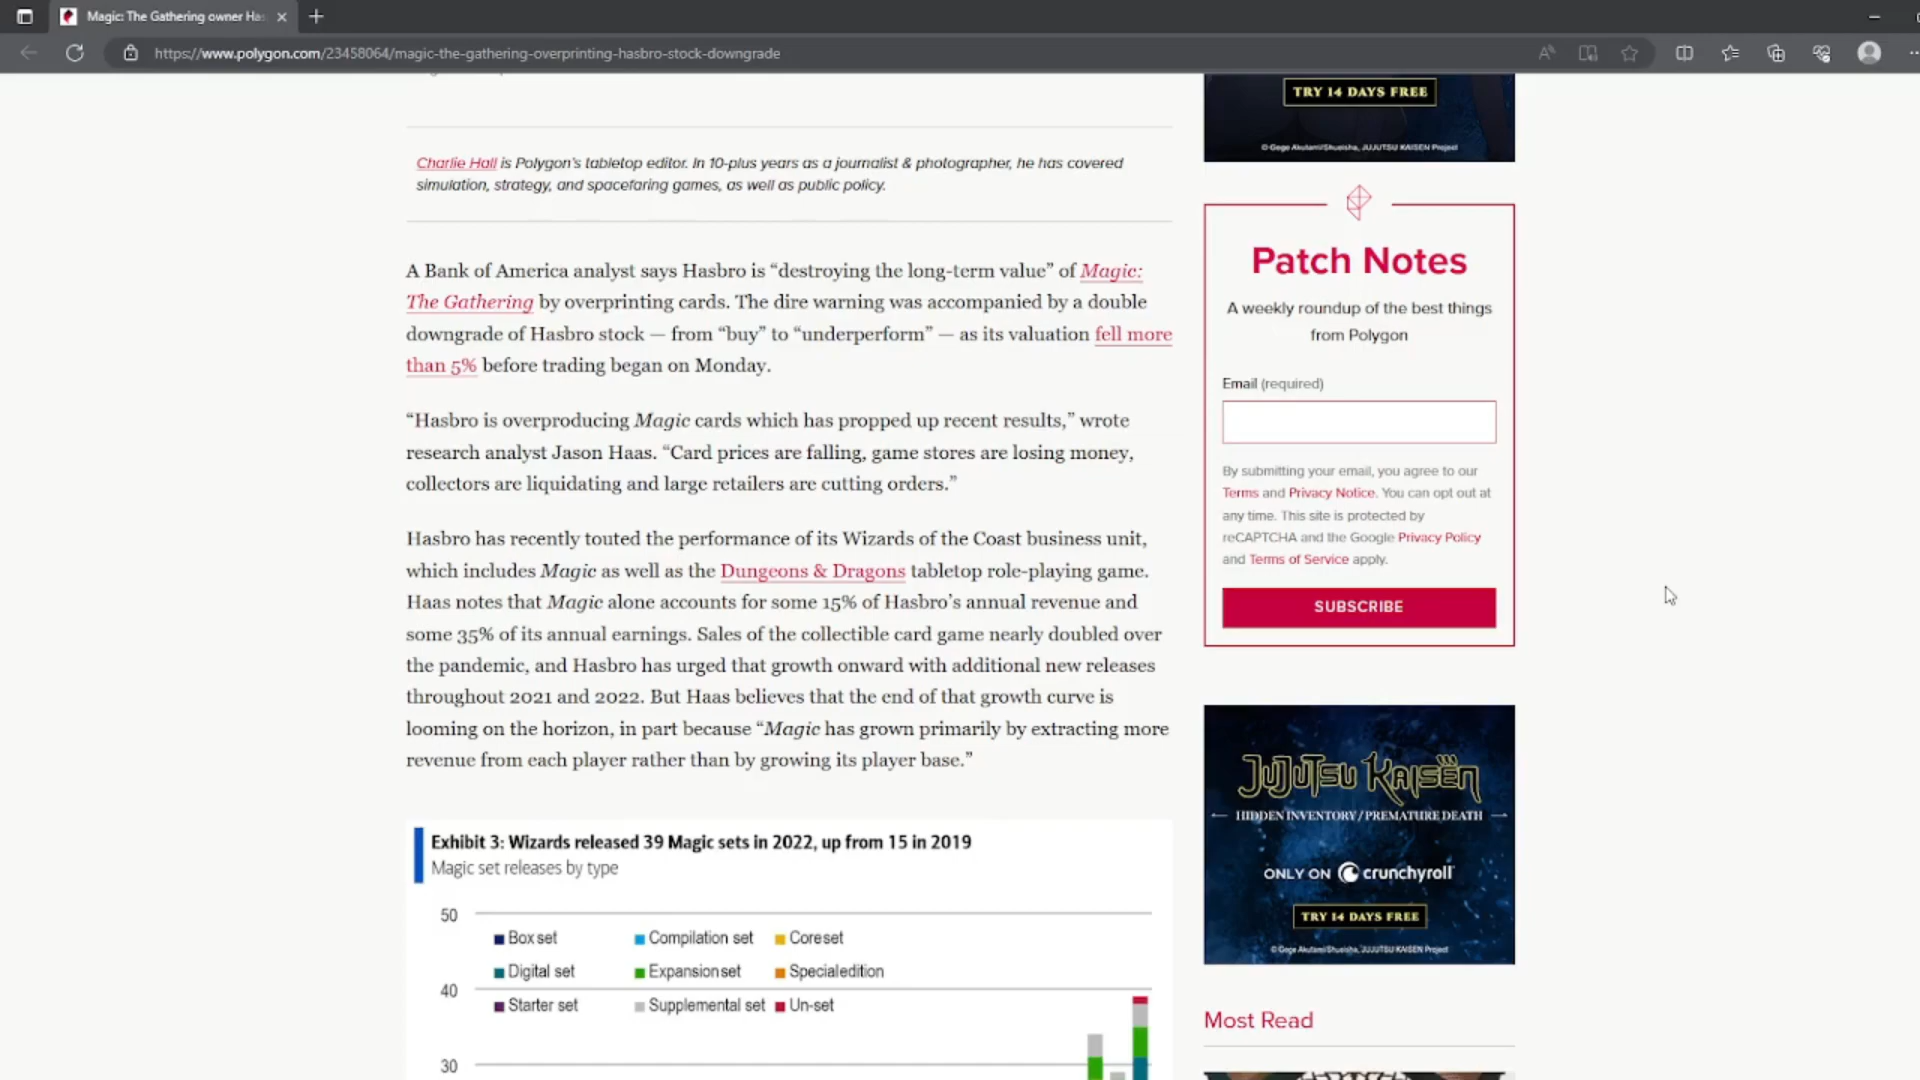 Magic: The Gathering owner Ha
https://www.polygon.com/23458064/magic-the-gathering-overprinting-hasbro-stock-downgrade
Charlie Hall is Polygon's tabletop editor. In 10-plus years as a journalist & photographer, he has covered
simulation, strategy, and spacefaring games, as well as public policy.
A Bank of America analyst says Hasbro is “destroying the long-term value” of Magic:
The Gathering by overprinting cards. The dire warning was accompanied by a double
downgrade of Hasbro stock — from “buy” to “underperform” — as its valuation fell more
than 5% before trading began on Monday.
“Hasbro is overproducing Magic cards which has propped up recent results,” wrote
research analyst Jason Haas. “Card prices are falling, game stores are losing money,
collectors are liquidating and large retailers are cutting orders.”
Hasbro has recently touted the performance of its Wizards of the Coast business unit,
which includes Magic as well as the Dungeons & Dragons tabletop role-playing game.
Haas notes that Magic alone accounts for some 15% of Hasbro’s annual revenue and
some 35% of its annual earnings. Sales of the collectible card game nearly doubled over
the pandemic, and Hasbro has urged that growth onward with additional new releases
throughout 2021 and 2022. But Haas believes that the end of that growth curve is
looming on the horizon, in part because “Magic has grown primarily by extracting more
revenue from each player rather than by growing its player base.”
Exhibit 3: Wizards released 39 Magic sets in 2022, up from 15 in 2019
Magic set releases by type
50
Box set Compilation set Core set
Digital set Expansion set Special edition
40
Starter set Supplemental set Un-set
30
TRY 14 DAYS FREE
© Gege Akutami/Shueisha, JUJUTSU KAISEN Project
Patch Notes
A weekly roundup of the best things
from Polygon
Email (required)
By submitting your email, you agree to our
Terms and Privacy Notice. You can opt out at
any time. This site is protected by
reCAPTCHA and the Google Privacy Policy
and Terms of Service apply.
SUBSCRIBE
JUJUTSU KAISEN
HIDDEN INVENTORY / PREMATURE DEATH
ONLY ON crunchyroll
TRY 14 DAYS FREE
© Gege Akutami/Shueisha, JUJUTSU KAISEN Project
Most Read